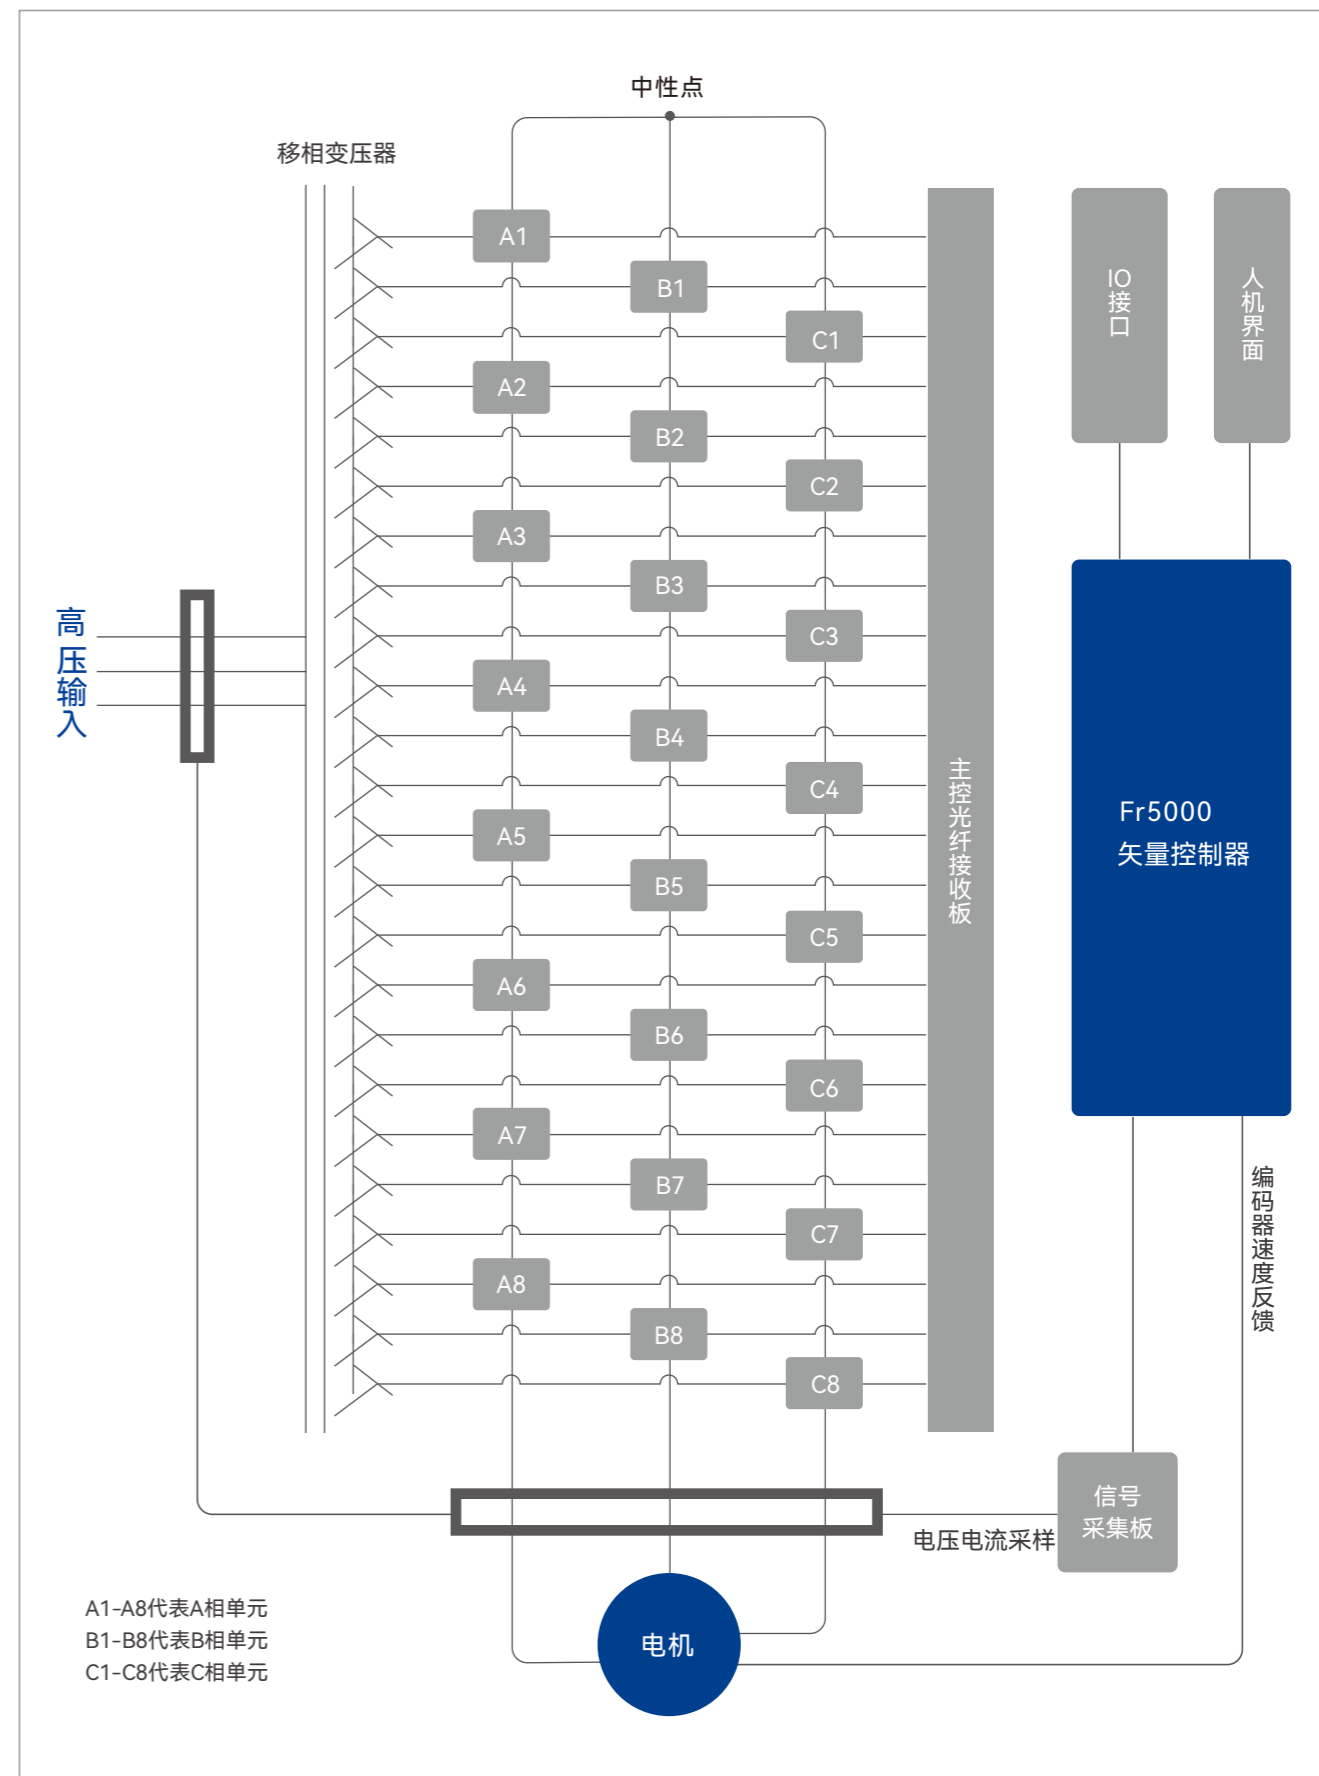 中性点
移相变压器
A1
B1
C1
A2
B2
C2
A3
B3
C3
A4
B4
C4
A5
B5
C5
A6
B6
C6
A7
B7
C7
A8
B8
C8
高压输入
主控光纤接收板
IO接口
人机界面
Fr5000
矢量控制器
编码器速度反馈
信号
采集板
电压电流采样
电机
A1-A8代表A相单元
B1-B8代表B相单元
C1-C8代表C相单元